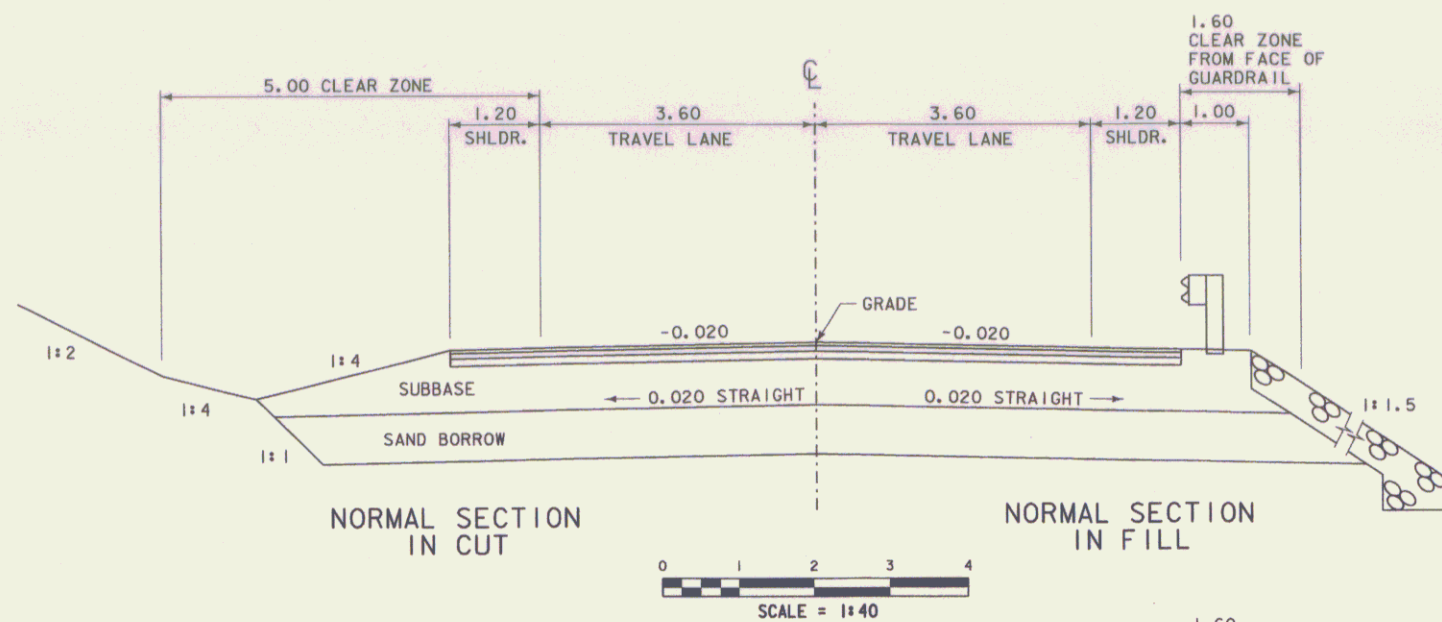 1.60
CLEAR ZONE
FROM FACE OF
GUARDRAIL
℄
5.00 CLEAR ZONE
1.20
SHLDR.
3.60
TRAVEL LANE
3.60
TRAVEL LANE
1.20
SHLDR.
1.00
GRADE
-0.020
-0.020
1:2
1:4
1:4
SUBBASE
0.020 STRAIGHT
0.020 STRAIGHT
1:1.5
SAND BORROW
1:1
NORMAL SECTION
IN CUT
NORMAL SECTION
IN FILL
0 1 2 3 4
SCALE = 1:40
1.60